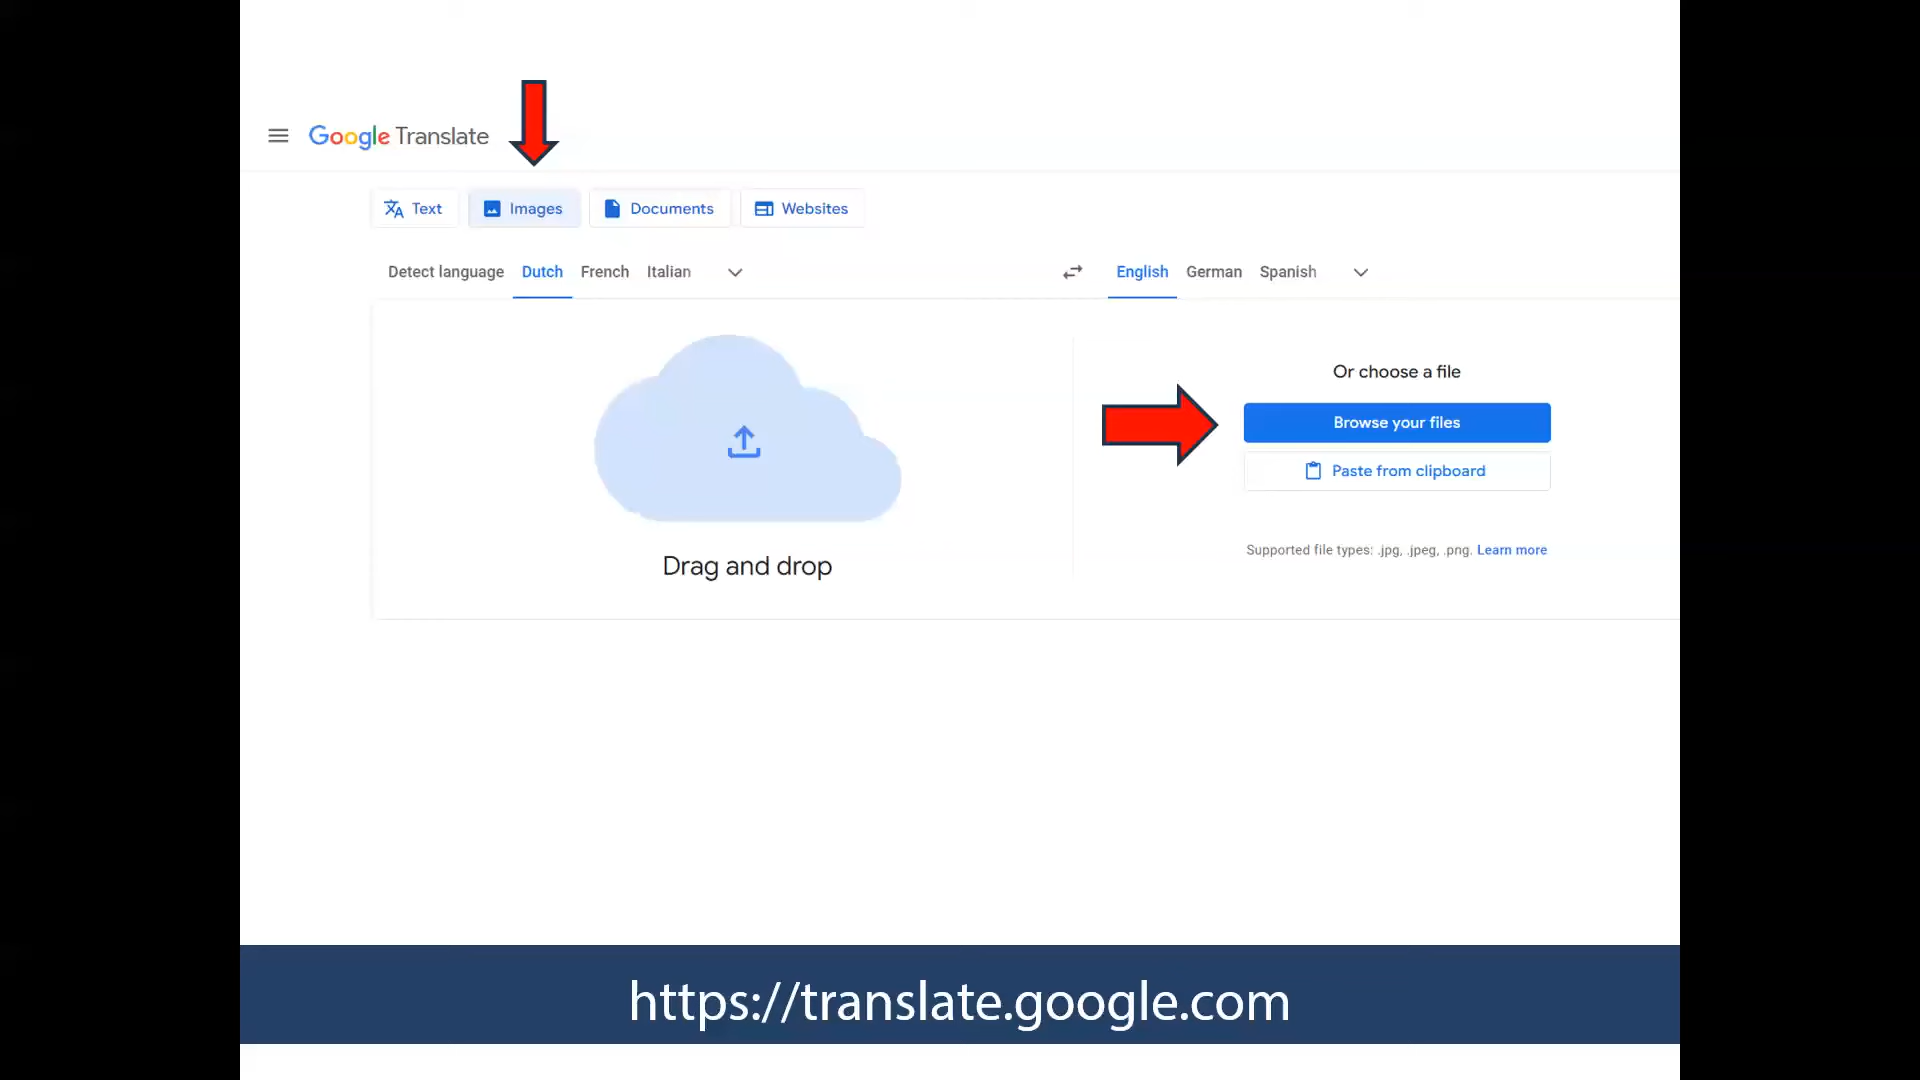 Google Translate
Text Images Documents Websites
Detect language Dutch French Italian English German Spanish
Or choose a file
Browse your files
Paste from clipboard
Supported file types: .jpg, .jpeg, .png. Learn more
Drag and drop
https://translate.google.com